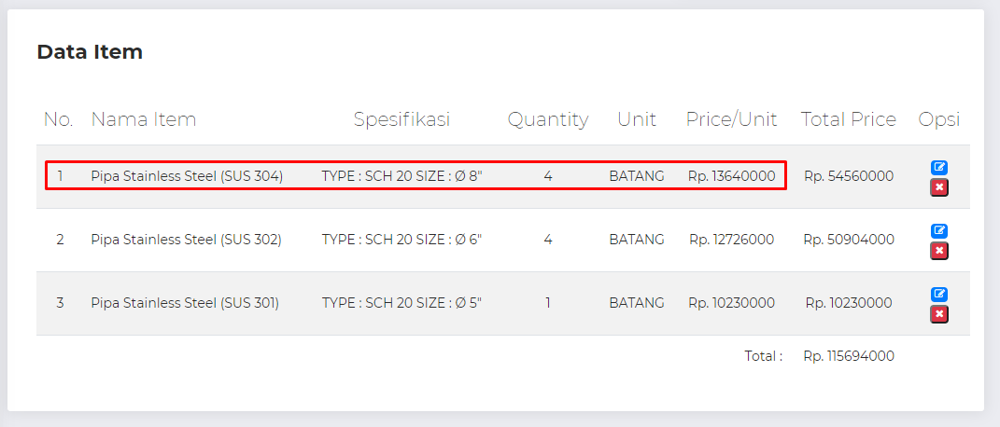 Data Item
No. Nama Item Spesifikasi Quantity Unit Price/Unit Total Price Opsi
1 Pipa Stainless Steel (SUS 304) TYPE : SCH 20 SIZE : Ø 8" 4 BATANG Rp. 13640000 Rp. 54560000
2 Pipa Stainless Steel (SUS 302) TYPE : SCH 20 SIZE : Ø 6" 4 BATANG Rp. 12726000 Rp. 50904000
3 Pipa Stainless Steel (SUS 301) TYPE : SCH 20 SIZE : Ø 5" 1 BATANG Rp. 10230000 Rp. 10230000
Total : Rp. 115694000